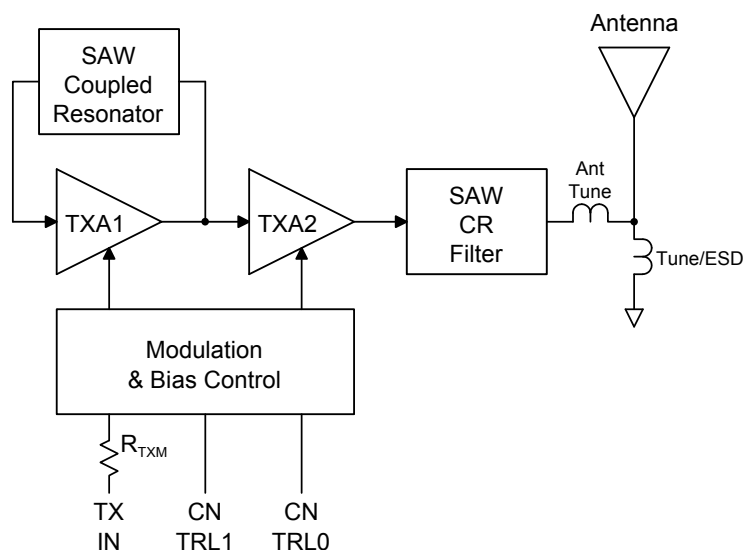 Antenna
SAW
Coupled
Resonator
TXA1
TXA2
SAW
CR
Filter
Ant
Tune
Tune/ESD
Modulation
& Bias Control
RTXM
TX
IN
CN
TRL1
CN
TRL0